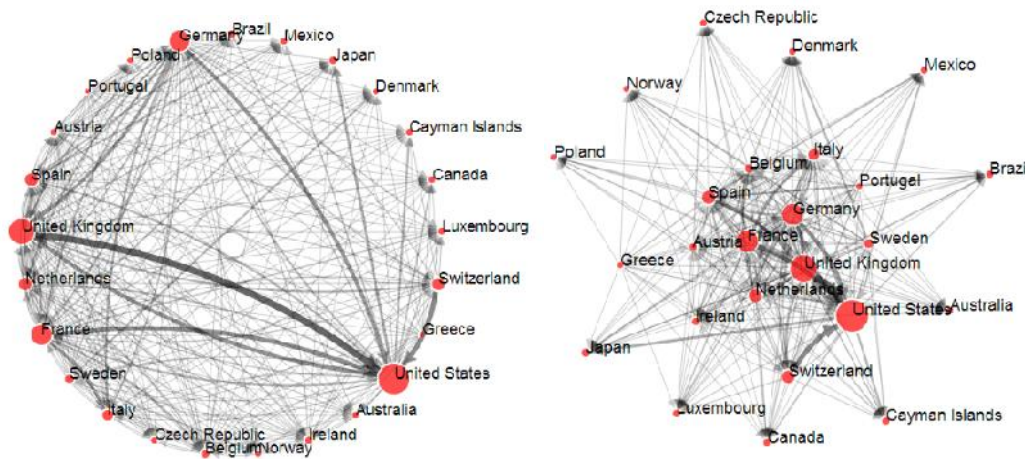 Germany
Brazil
Mexico
Poland
Japan
Portugal
Denmark
Austria
Cayman Islands
Spain
Canada
United Kingdom
Luxembourg
Netherlands
Switzerland
France
Greece
Sweden
United States
Italy
Australia
Czech Republic
Ireland
Belgium
Norway
Czech Republic
Denmark
Mexico
Norway
Poland
Italy
Belgium
Brazil
Spain
Portugal
Germany
Austria
France
Sweden
Greece
United Kingdom
Netherlands
Ireland
United States
Australia
Japan
Switzerland
Luxembourg
Cayman Islands
Canada